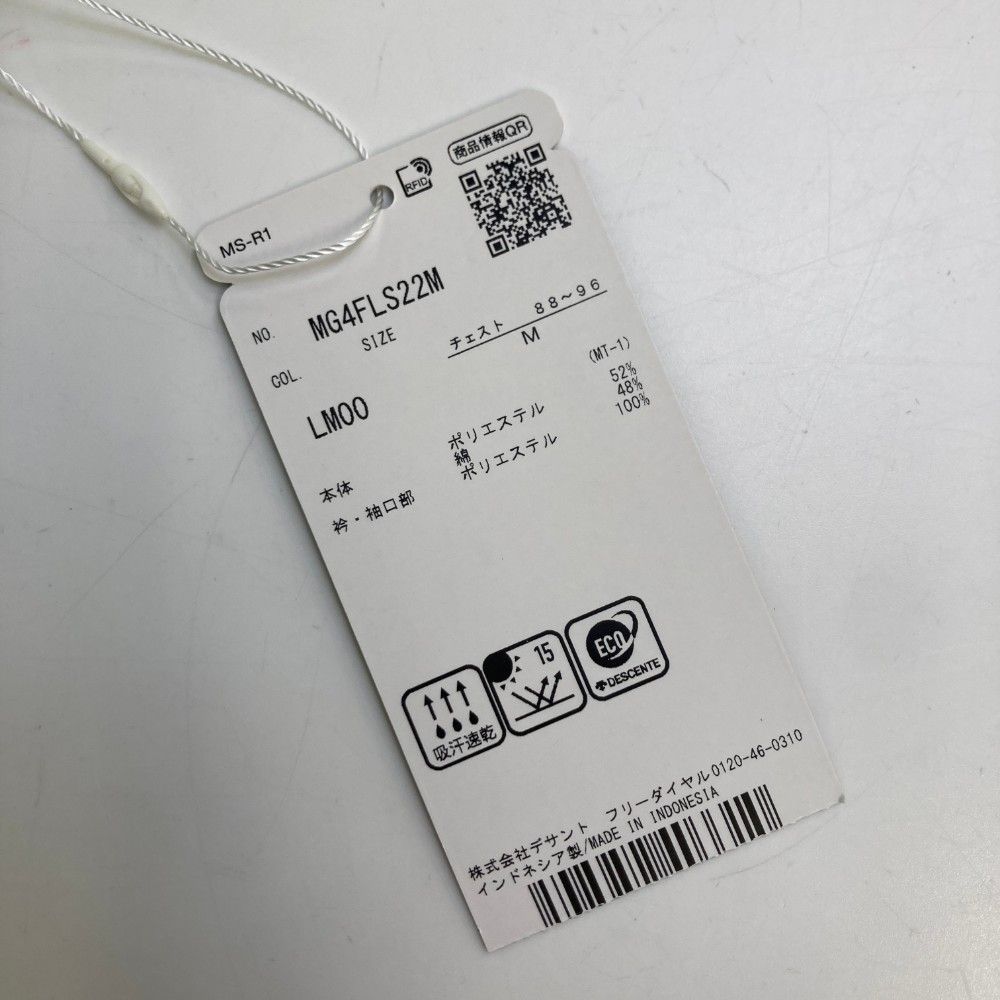 商品情報QR
RFID
MS-R1
NO. MG4FLS22M
SIZE チェスト 88～96
M
COL. LM00
(MT-1)
本体 ポリエステル 52%
綿 48%
衿・袖口部 ポリエステル 100%
吸汗速乾
15
ECO
DESCENTE
株式会社デサント フリーダイヤル0120-46-0310
インドネシア製/MADE IN INDONESIA